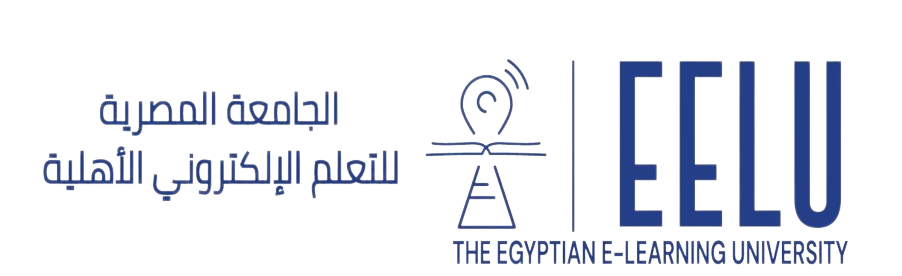 الجامعة المصرية
للتعلم الإلكتروني الأهلية
EELU
THE EGYPTIAN E-LEARNING UNIVERSITY